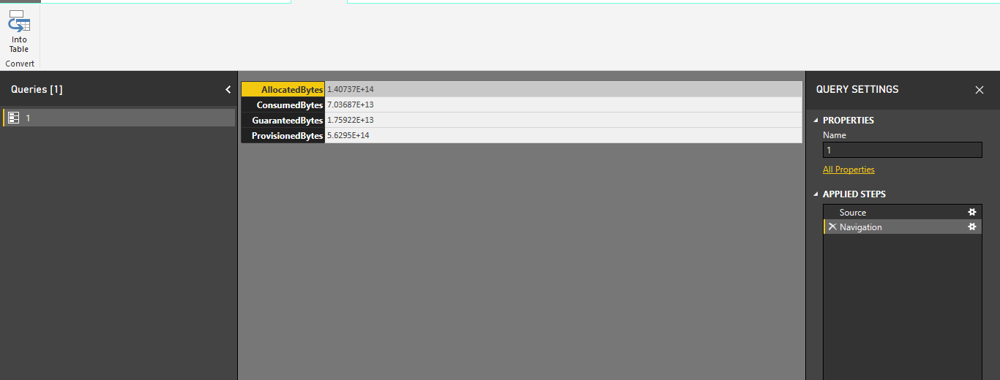 Into
Table
Convert
Queries [1]
1
AllocatedBytes 1.40737E+14
ConsumedBytes 7.03687E+13
GuaranteedBytes 1.75922E+13
ProvisionedBytes 5.6295E+14
QUERY SETTINGS
PROPERTIES
Name
1
All Properties
APPLIED STEPS
Source
Navigation